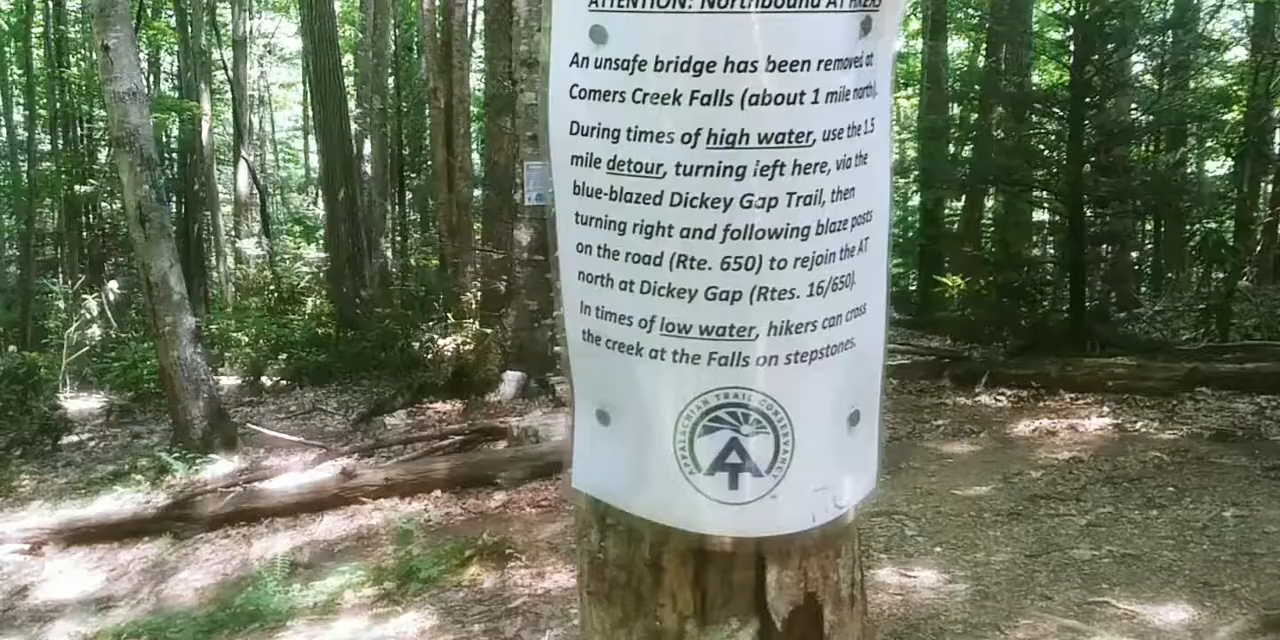 ATTENTION: Northbound AT HIKERS
An unsafe bridge has been removed at
Comers Creek Falls (about 1 mile north).
During times of high water, use the 1.5
mile detour, turning left here, via the
blue-blazed Dickey Gap Trail, then
turning right and following blaze posts
on the road (Rte. 650) to rejoin the AT
north at Dickey Gap (Rtes. 16/650).
In times of low water, hikers can cross
the creek at the Falls on stepstones.
APPALACHIAN TRAIL CONSERVANCY